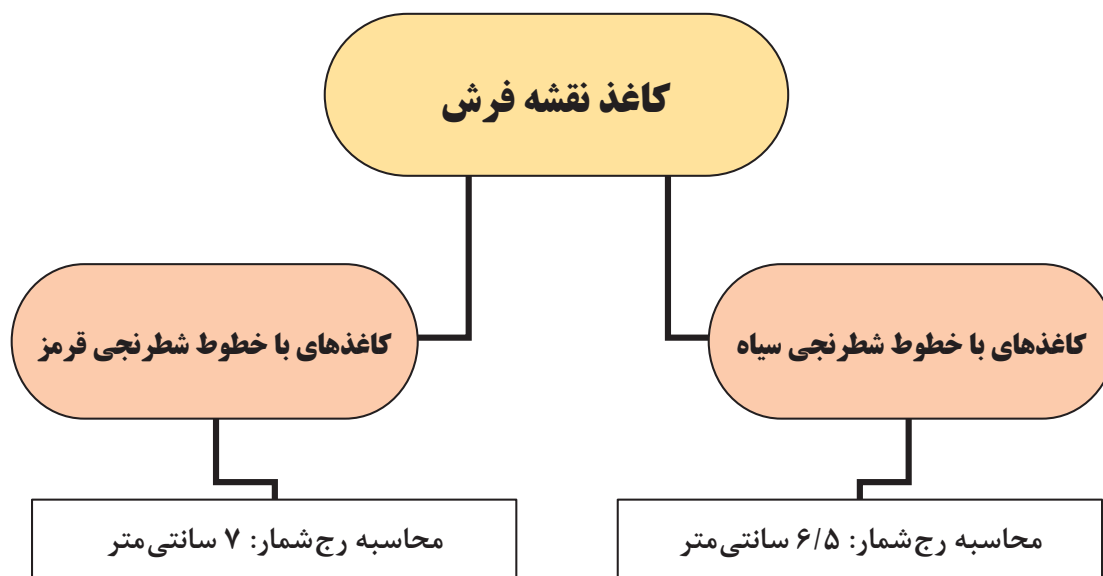 کاغذ نقشه فرش
کاغذهای با خطوط شطرنجی سیاه
کاغذهای با خطوط شطرنجی قرمز
محاسبه رج‌شمار: ۶/۵ سانتی‌متر
محاسبه رج‌شمار: ۷ سانتی‌متر